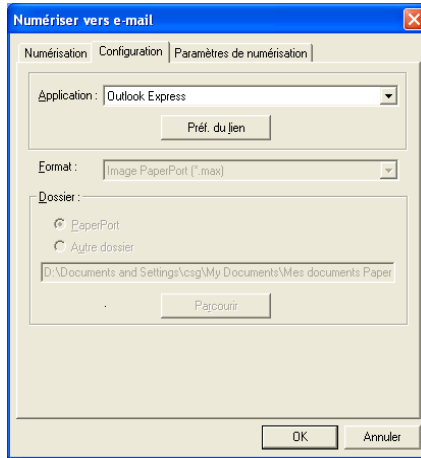 Numériser vers e-mail
Numérisation Configuration Paramètres de numérisation
Application : Outlook Express
Préf. du lien
Format : Image PaperPort (*.max)
Dossier :
PaperPort
Autre dossier
D:\Documents and Settings\csg\My Documents\Mes documents Paper
Parcourir
OK Annuler